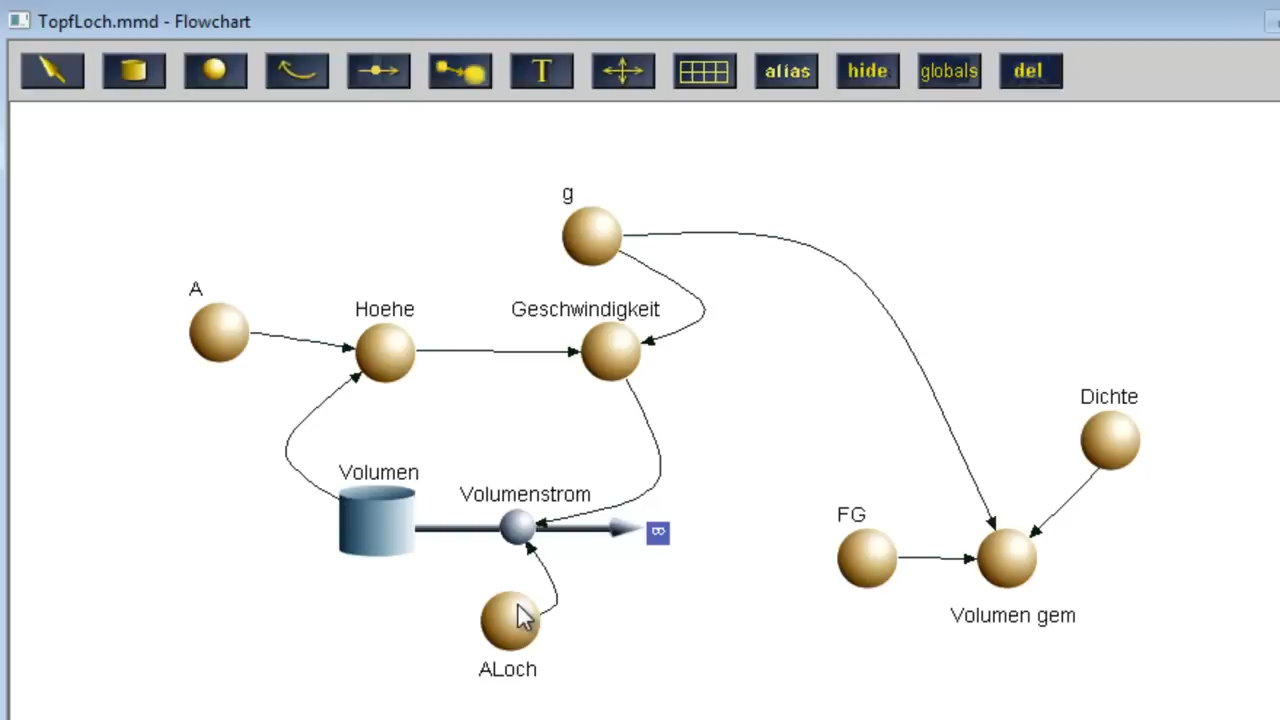 TopfLoch.mmd - Flowchart
T
alias
hide
globals
del
g
A
Hoehe
Geschwindigkeit
Dichte
Volumen
Volumenstrom
FG
Volumen gem
ALoch